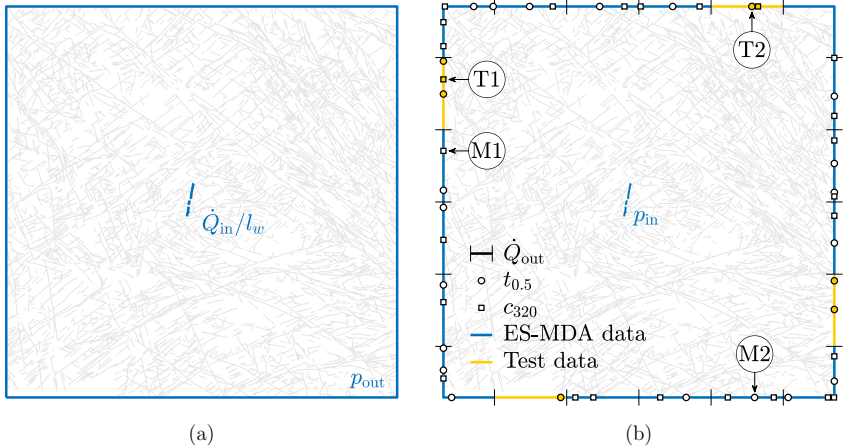 Q̇in/lw
pout
(a)
T1
T2
M1
pin
Q̇out
t0.5
c320
ES-MDA data
Test data
M2
(b)